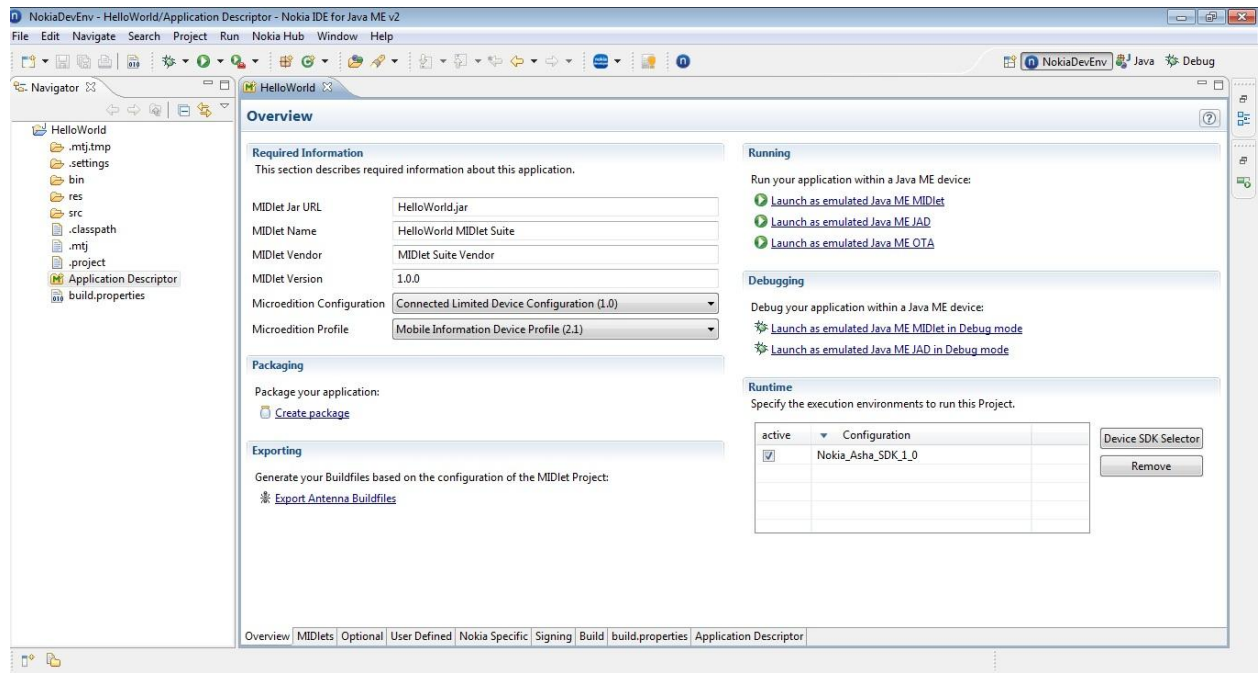 NokiaDevEnv - HelloWorld/Application Descriptor - Nokia IDE for Java ME v2
File Edit Navigate Search Project Run Nokia Hub Window Help
NokiaDevEnv Java Debug
Navigator
HelloWorld
.mtj.tmp
.settings
bin
res
src
.classpath
.mtj
.project
Application Descriptor
build.properties
HelloWorld
Overview
Required Information
This section describes required information about this application.
MIDlet Jar URL HelloWorld.jar
MIDlet Name HelloWorld MIDlet Suite
MIDlet Vendor MIDlet Suite Vendor
MIDlet Version 1.0.0
Microedition Configuration Connected Limited Device Configuration (1.0)
Microedition Profile Mobile Information Device Profile (2.1)
Packaging
Package your application:
Create package
Exporting
Generate your Buildfiles based on the configuration of the MIDlet Project:
Export Antenna Buildfiles
Running
Run your application within a Java ME device:
Launch as emulated Java ME MIDlet
Launch as emulated Java ME JAD
Launch as emulated Java ME OTA
Debugging
Debug your application within a Java ME device:
Launch as emulated Java ME MIDlet in Debug mode
Launch as emulated Java ME JAD in Debug mode
Runtime
Specify the execution environments to run this Project.
active Configuration
Nokia_Asha_SDK_1_0
Device SDK Selector
Remove
Overview MIDlets Optional User Defined Nokia Specific Signing Build build.properties Application Descriptor